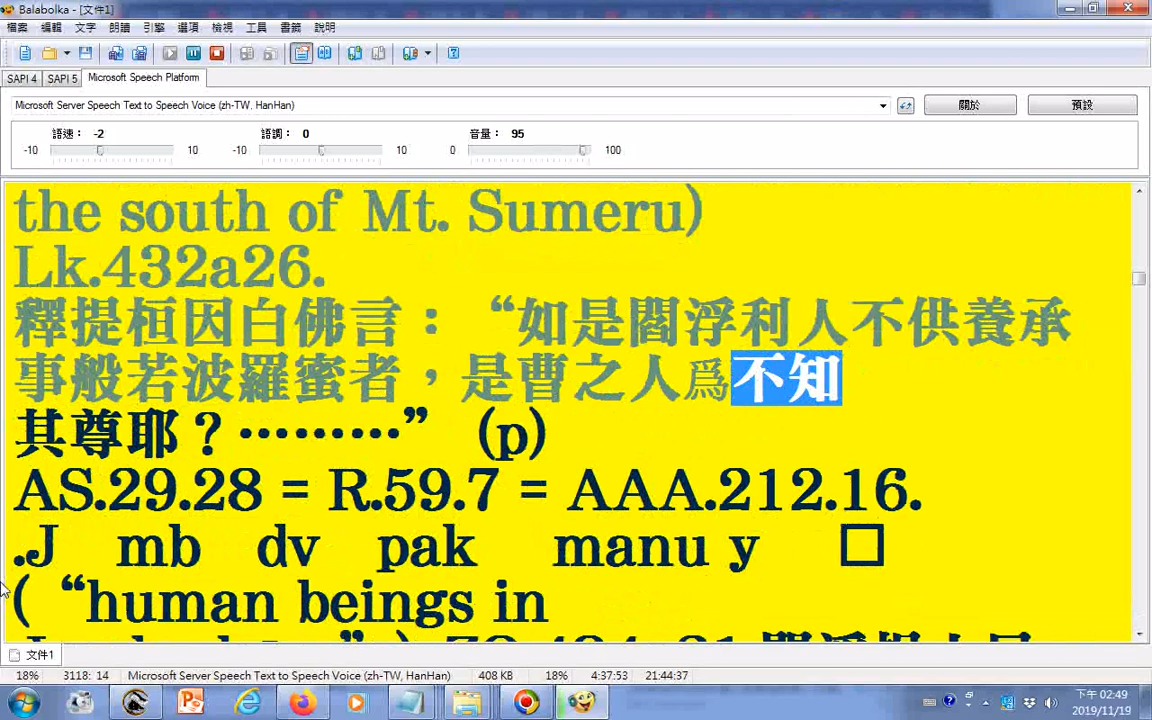 Balabolka - [文件1]
檔案 編輯 文字 朗讀 引擎 選項 檢視 工具 書籤 說明
SAPI 4 SAPI 5 Microsoft Speech Platform
Microsoft Server Speech Text to Speech Voice (zh-TW, HanHan) 關於 預設
語速： -2 語調： 0 音量： 95
-10 10 -10 10 0 100
the south of Mt. Sumeru)
Lk.432a26.
釋提桓因白佛言：“如是閻浮利人不供養承
事般若波羅蜜者，是曹之人爲不知
其尊耶？………” (p)
AS.29.28 = R.59.7 = AAA.212.16.
.J mb dv pak manu y □
(“human beings in
文件1
18% 3118: 14 Microsoft Server Speech Text to Speech Voice (zh-TW, HanHan) 408 KB 18% 4:37:53 21:44:37
下午 02:49
2019/11/19